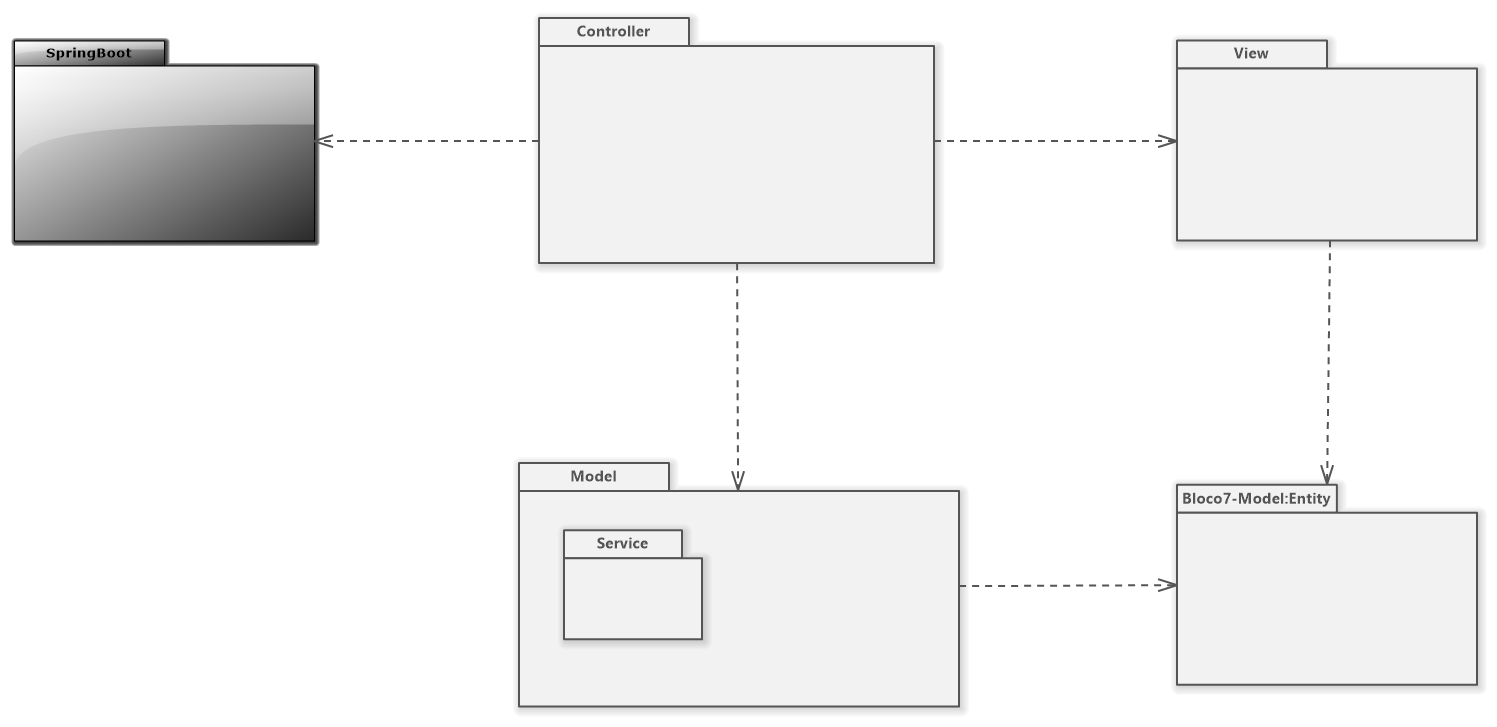 Controller
SpringBoot
View
Model
Service
Bloco7-Model:Entity